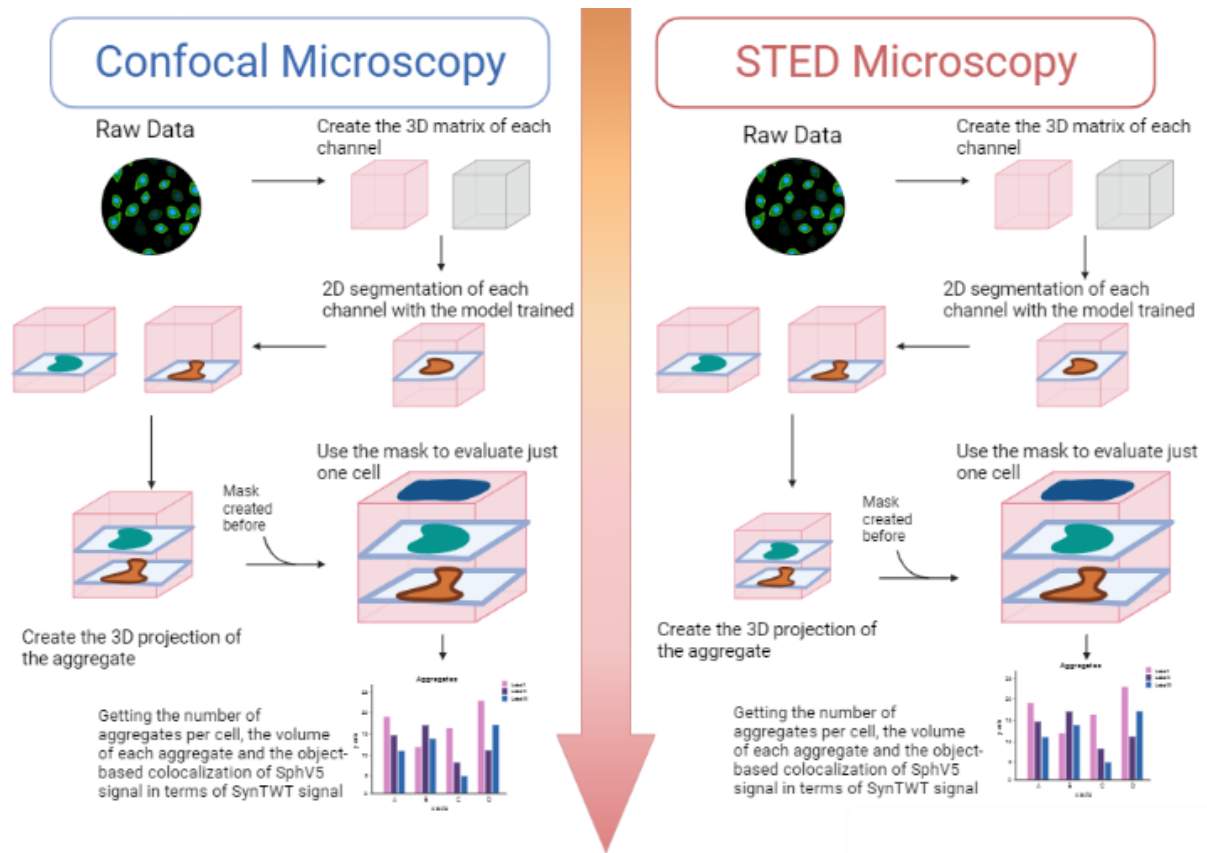 Confocal Microscopy
Raw Data
Create the 3D matrix of each
channel
2D segmentation of each
channel with the model trained
Use the mask to evaluate just
one cell
Mask
created
before
Create the 3D projection of
the aggregate
Getting the number of
aggregates per cell, the volume
of each aggregate and the object-
based colocalization of SphV5
signal in terms of SynTWT signal
Aggregates
A B C D
STED Microscopy
Raw Data
Create the 3D matrix of each
channel
2D segmentation of each
channel with the model trained
Use the mask to evaluate just
one cell
Mask
created
before
Create the 3D projection of
the aggregate
Getting the number of
aggregates per cell, the volume
of each aggregate and the object-
based colocalization of SphV5
signal in terms of SynTWT signal
Aggregates
A B C D